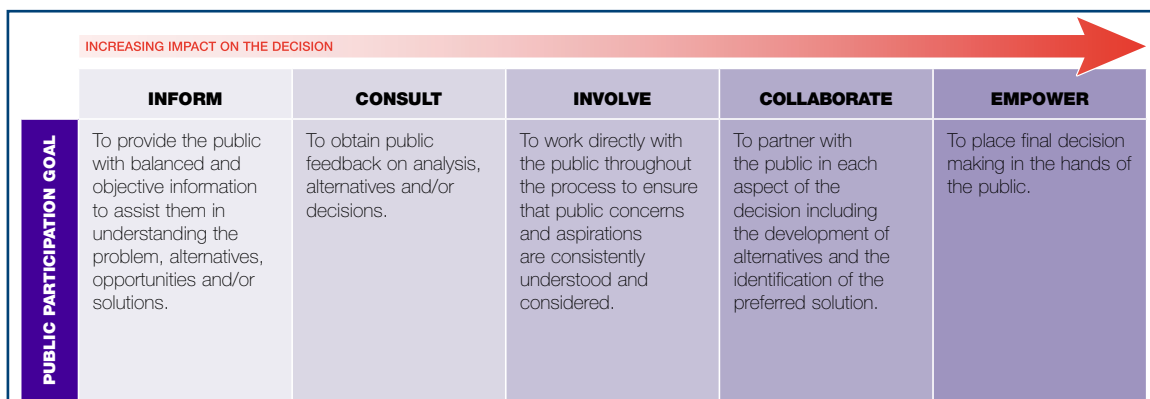 INCREASING IMPACT ON THE DECISION
INFORM
CONSULT
INVOLVE
COLLABORATE
EMPOWER
PUBLIC PARTICIPATION GOAL
To provide the public
with balanced and
objective information
to assist them in
understanding the
problem, alternatives,
opportunities and/or
solutions.
To obtain public
feedback on analysis,
alternatives and/or
decisions.
To work directly with
the public throughout
the process to ensure
that public concerns
and aspirations
are consistently
understood and
considered.
To partner with
the public in each
aspect of the
decision including
the development of
alternatives and the
identification of the
preferred solution.
To place final decision
making in the hands of
the public.